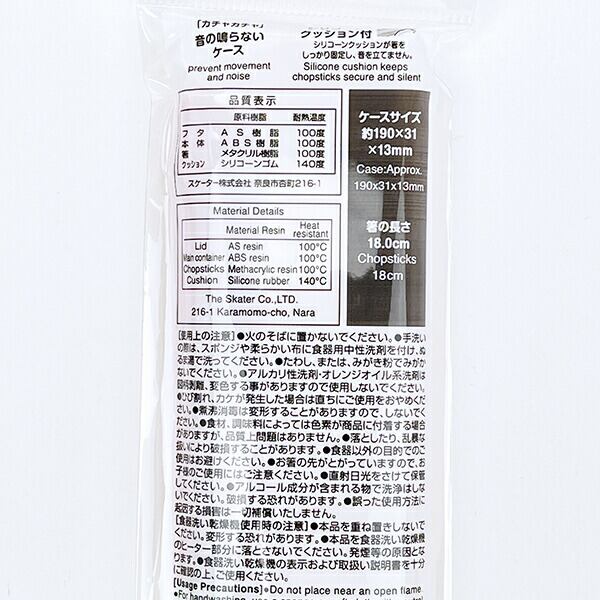 [カチャカチャ]
音の鳴らない
ケース
Prevent movement
and noise
クッション付
シリコーンクッションが箸を
しっかり固定し、音を立てません。
Silicone cushion keeps
chopsticks secure and silent
品質表示
原料樹脂 耐熱温度
フタ AS樹脂 100度
本体 ABS樹脂 100度
箸 メタクリル樹脂 100度
クッション シリコーンゴム 140度
スケーター株式会社 奈良市杏町216-1
ケースサイズ
約190×31
×13mm
Case:Approx.
190x31x13mm
箸の長さ
18.0cm
Chopsticks
18cm
Material Details
Material Resin Heat resistant
Lid AS resin 100°C
Main container ABS resin 100°C
Chopsticks Methacrylic resin 100°C
Cushion Silicone rubber 140°C
The Skater Co.,LTD.
216-1 Karamomo-cho, Nara
[使用上の注意]●火のそばに置かないでください。●手洗い
の際は、スポンジや柔らかい布に食器用中性洗剤を付け、ぬ
るま湯で洗ってください。●たわし、または、みがき粉でみがか
ないでください。●アルカリ性洗剤・オレンジオイル系洗剤は
図柄剥離、変色する事がありますので使用しないでください。
●ひび割れ、カケが発生した場合は直ちにご使用をおやめくだ
さい。●煮沸消毒は変形することがありますので、しないでくだ
さい。●食材、調味料によっては色素が商品に付着する場合
がありますが、品質上問題はありません。●落としたり、乱暴な
扱いにより破損することがあります。●食器以外の目的でのご
使用はお避けください。●お箸の先がとがっていますので、お
子様のご使用にはご注意ください。●直射日光をさけて保管
してください。●アルコール成分が含まれる物で洗浄はしな
いでください。破損する恐れがあります。●誤った使用方法に
起因する損害は一切補償いたしません。
[食器洗い乾燥機使用時の注意]●本品を重ね置きしないで
ください。変形する恐れがあります。●本品を食器洗い乾燥機
のヒーター部分に落とさないでください。発煙等の原因とな
ります。●食器洗い乾燥機の表示および取扱い説明書を十分
に確認の上、ご使用ください。
[Usage Precautions]●Do not place near an open flame.
●For handwashing, use a